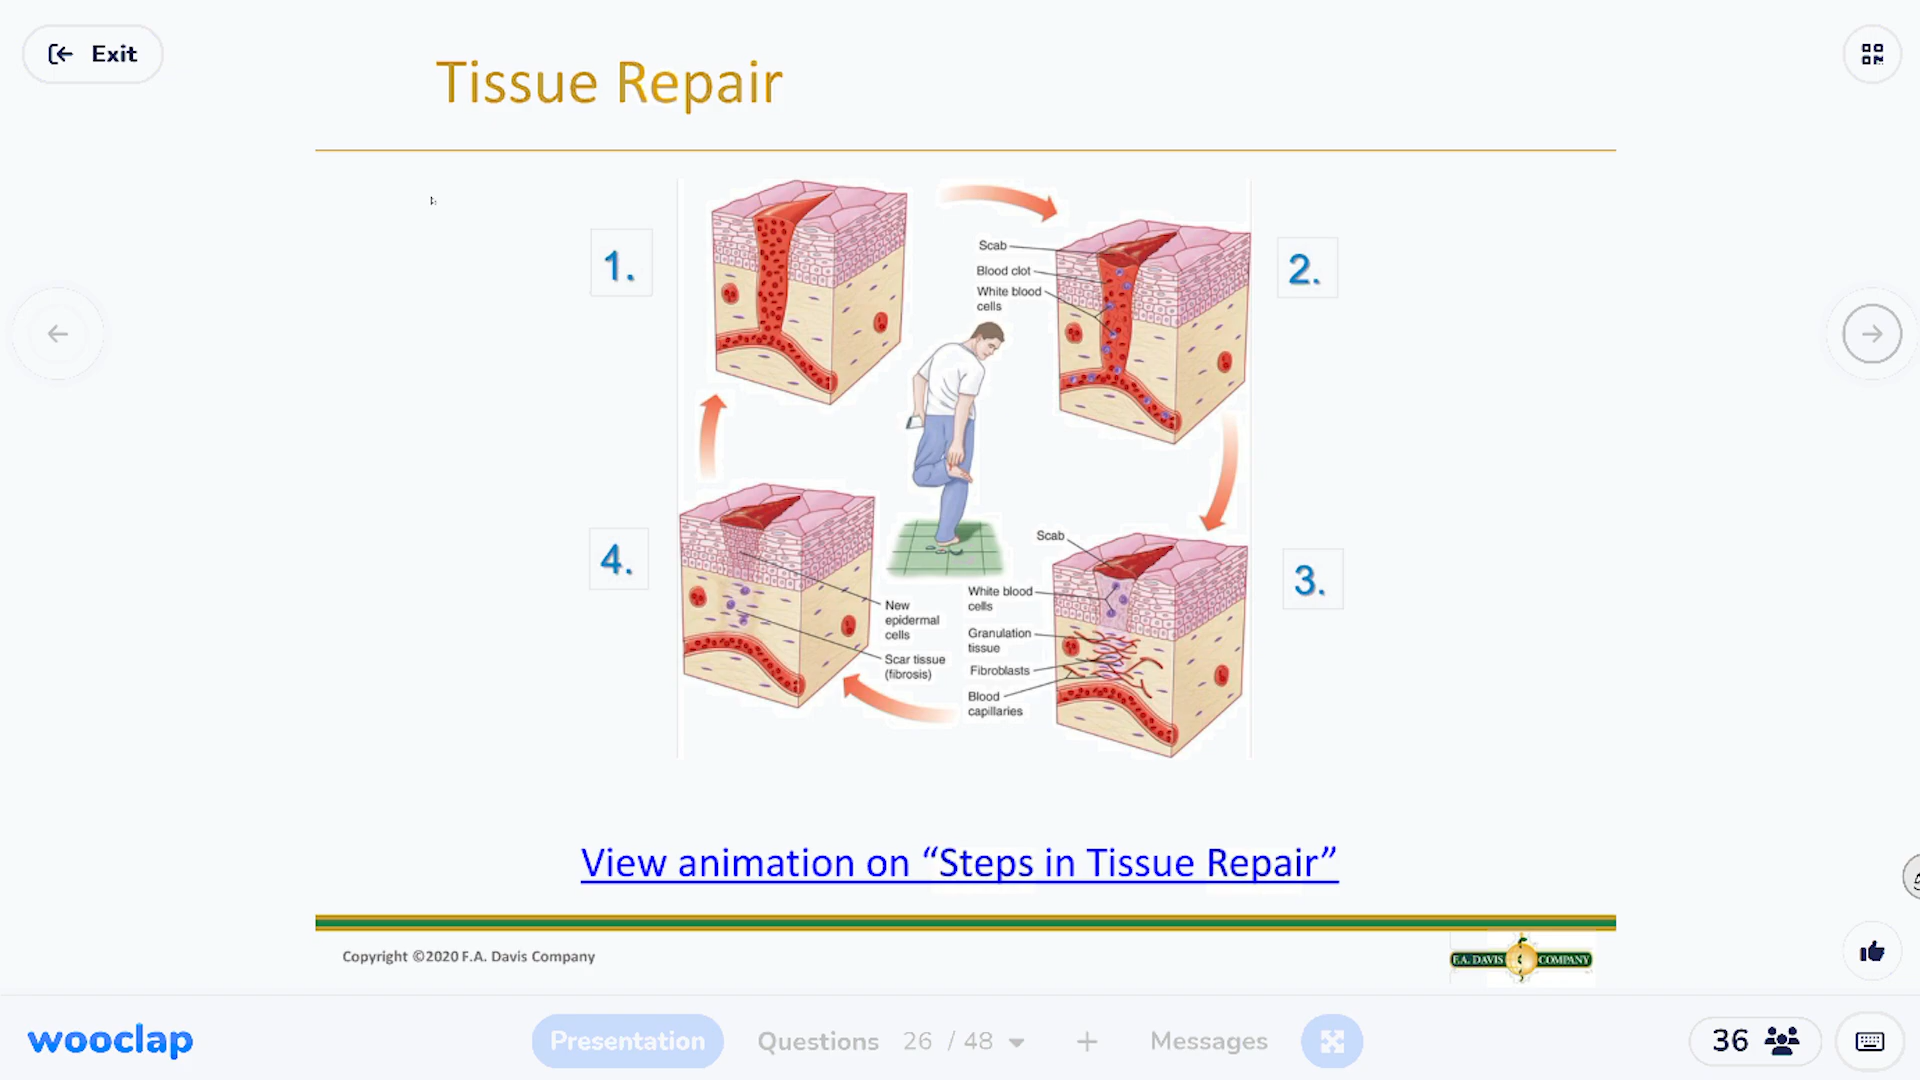 Exit
Tissue Repair
1.
2.
Scab
Blood clot
White blood
cells
4.
3.
Scab
White blood
cells
Granulation
tissue
Fibroblasts
Blood
capillaries
New
epidermal
cells
Scar tissue
(fibrosis)
View animation on “Steps in Tissue Repair”
Copyright ©2020 F.A. Davis Company
F.A. DAVIS COMPANY
wooclap
Presentation
Questions
26 / 48
+
Messages
36